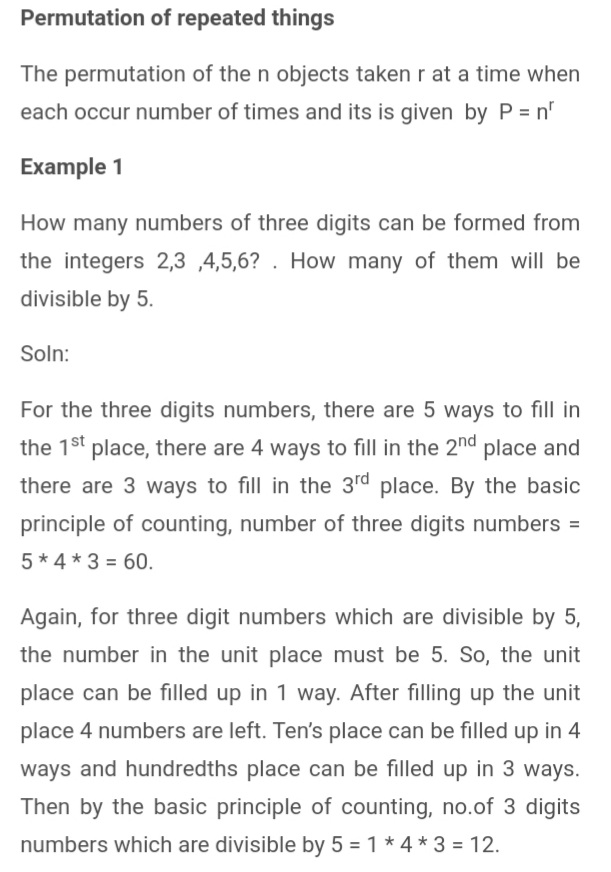 Permutation of repeated things
The permutation of the n objects taken r at a time when
each occur number of times and its is given by P = nʳ
Example 1
How many numbers of three digits can be formed from
the integers 2,3 ,4,5,6? . How many of them will be
divisible by 5.
Soln:
For the three digits numbers, there are 5 ways to fill in
the 1ˢᵗ place, there are 4 ways to fill in the 2ⁿᵈ place and
there are 3 ways to fill in the 3ʳᵈ place. By the basic
principle of counting, number of three digits numbers =
5 * 4 * 3 = 60.
Again, for three digit numbers which are divisible by 5,
the number in the unit place must be 5. So, the unit
place can be filled up in 1 way. After filling up the unit
place 4 numbers are left. Ten’s place can be filled up in 4
ways and hundredths place can be filled up in 3 ways.
Then by the basic principle of counting, no.of 3 digits
numbers which are divisible by 5 = 1 * 4 * 3 = 12.